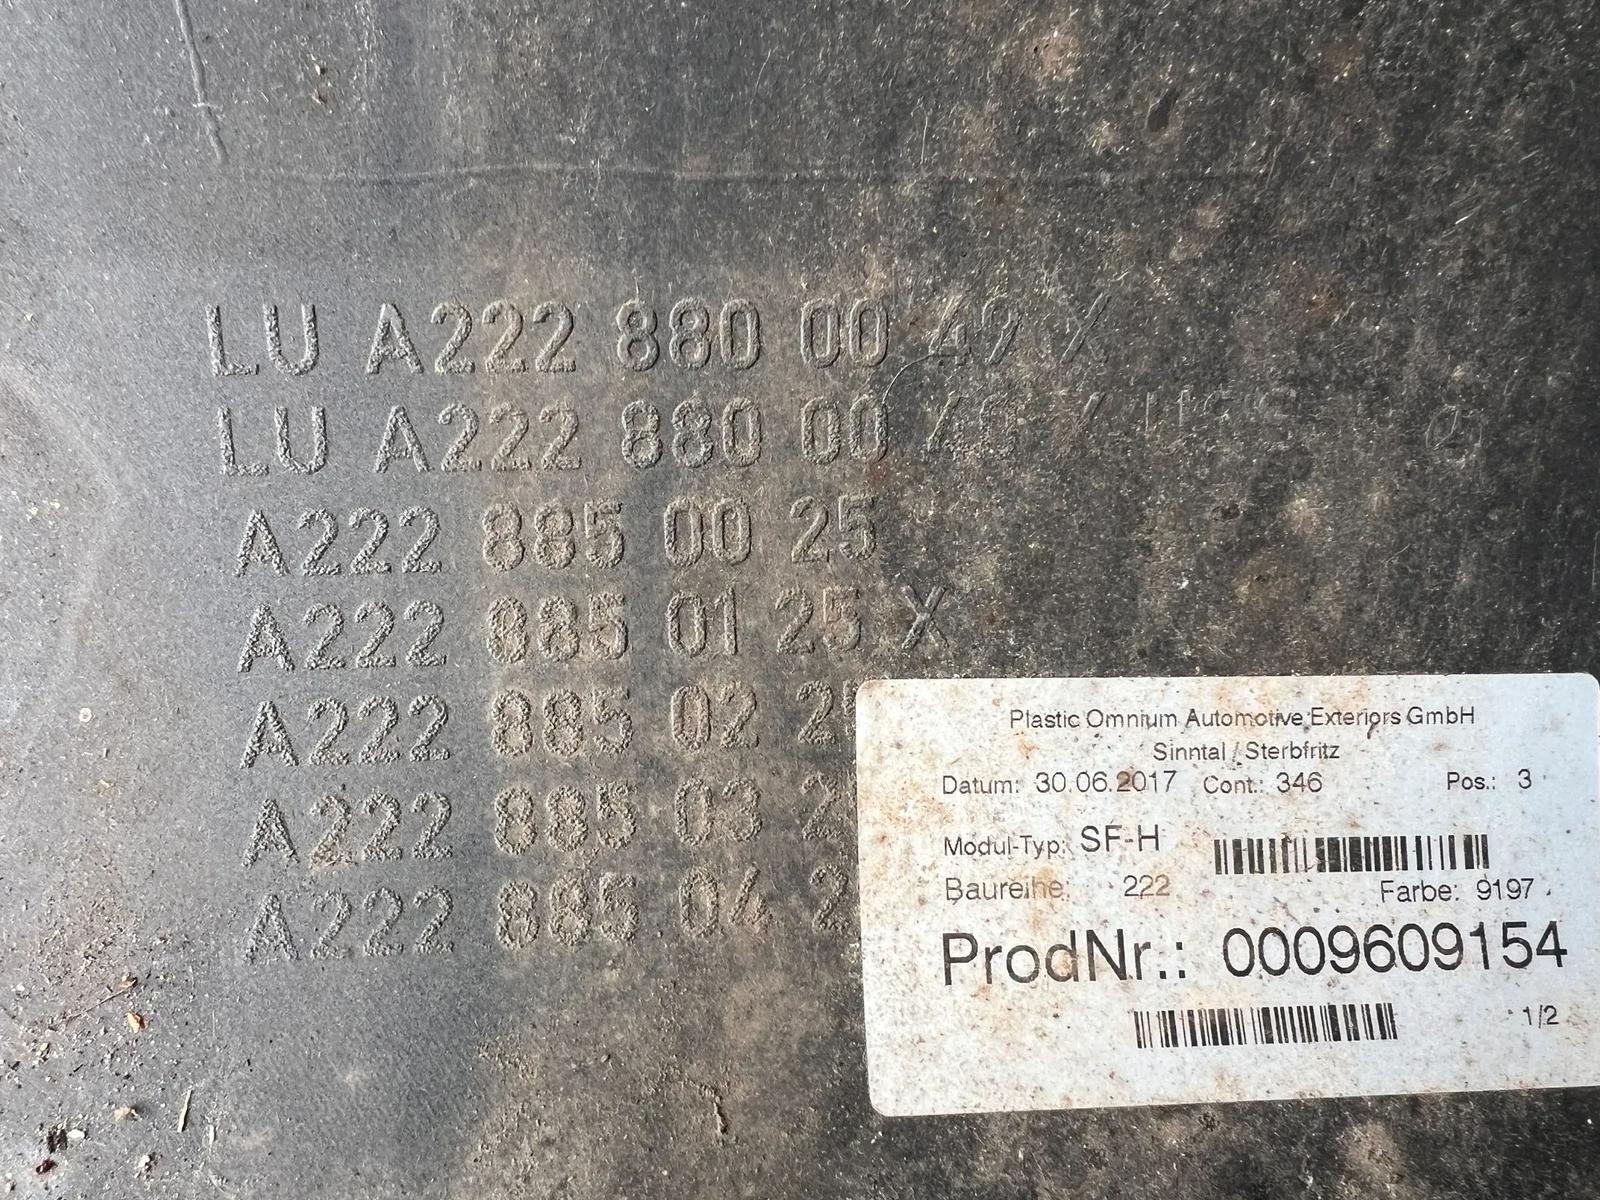 LU A222 880 00 49 X
LU A222 880 00 40 X
A222 885 00 25
A222 885 01 25 X
A222 885 02
A222 885 03
A222 885 04
Plastic Omnium Automotive Exteriors GmbH
Sinntal / Sterbfritz
Datum: 30.06.2017 Cont.: 346 Pos.: 3
Modul-Typ: SF-H
Baureihe: 222 Farbe: 9197
ProdNr.: 0009609154
1/2